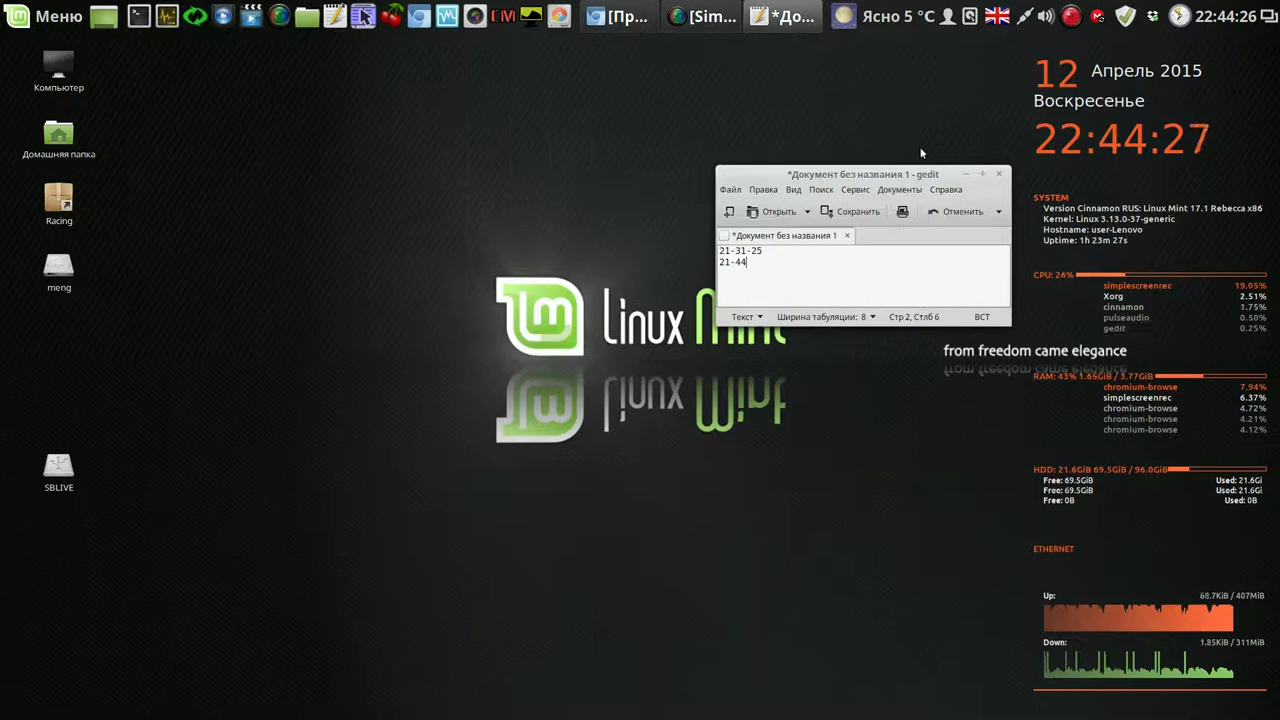 Меню
[Пр...
[Sim...
*До...
Ясно 5 °C
22:44:26
Компьютер
Домашняя папка
Racing
meng
SBLIVE
12 Апрель 2015
Воскресенье
22:44:27
*Документ без названия 1 - gedit
Файл Правка Вид Поиск Сервис Документы Справка
Открыть Сохранить Отменить
*Документ без названия 1 ×
21-31-25
21-44
Текст Ширина табуляции: 8 Стр 2, Стлб 6 ВСТ
Linux Mint
from freedom came elegance
SYSTEM
Version Cinnamon RUS: Linux Mint 17.1 Rebecca x86
Kernel: Linux 3.13.0-37-generic
Hostname: user-Lenovo
Uptime: 1h 23m 27s
CPU: 26%
simplescreenrec 19.05%
Xorg 2.51%
cinnamon 1.75%
pulseaudio 0.50%
gedit 0.25%
RAM: 43% 1.65GiB / 3.77GiB
chromium-browse 7.94%
simplescreenrec 6.37%
chromium-browse 4.72%
chromium-browse 4.21%
chromium-browse 4.12%
HDD: 21.6GiB 69.5GiB / 96.0GiB
Free: 69.5GiB Used: 21.6Gi
Free: 69.5GiB Used: 21.6Gi
Free: 0B Used: 0B
ETHERNET
Up: 68.7KiB / 407MiB
Down: 1.85KiB / 311MiB